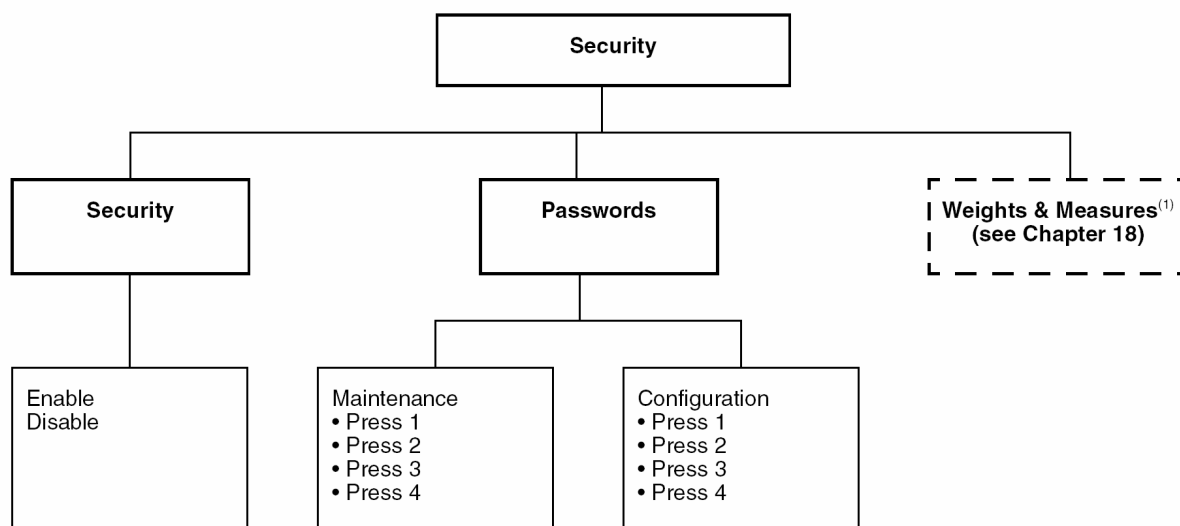 Security
Security
Passwords
Weights & Measures(1)
(see Chapter 18)
Enable
Disable
Maintenance
• Press 1
• Press 2
• Press 3
• Press 4
Configuration
• Press 1
• Press 2
• Press 3
• Press 4